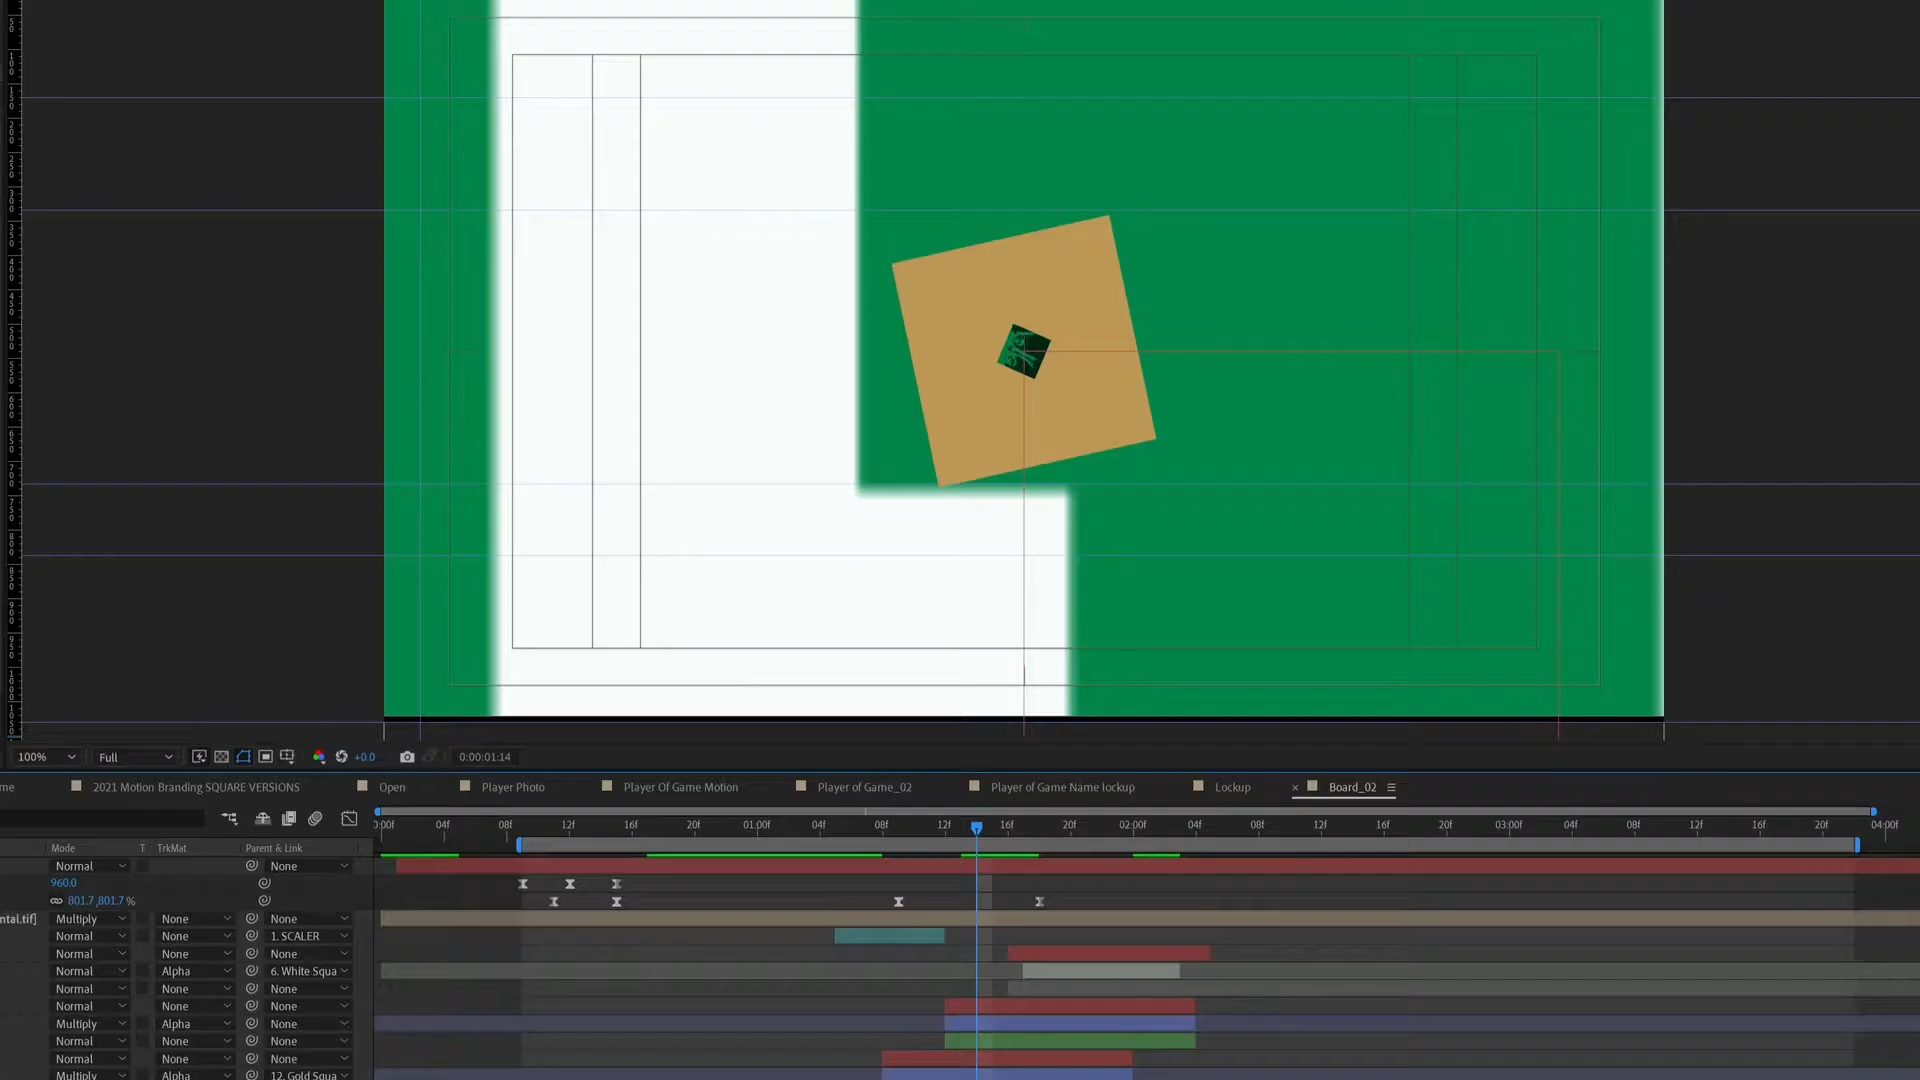 100% Full +0.0 0:00:01:14
me 2021 Motion Branding SQUARE VERSIONS Open Player Photo Player Of Game Motion Player of Game_02 Player of Game Name lockup Lockup × Board_02
0:00f 04f 08f 12f 16f 20f 01:00f 04f 08f 12f 16f 20f 02:00f 04f 08f 12f 16f 20f 03:00f 04f 08f 12f 16f 20f 04:00f
Mode T TrkMat Parent & Link
Normal None
960.0
801.7,801.7 %
ntal.tif] Multiply None None
Normal None 1. SCALER
Normal None None
Normal Alpha 6. White Squa
Normal None None
Normal None None
Multiply Alpha None
Normal None None
Normal None None
Multiply Alpha 12. Gold Squa